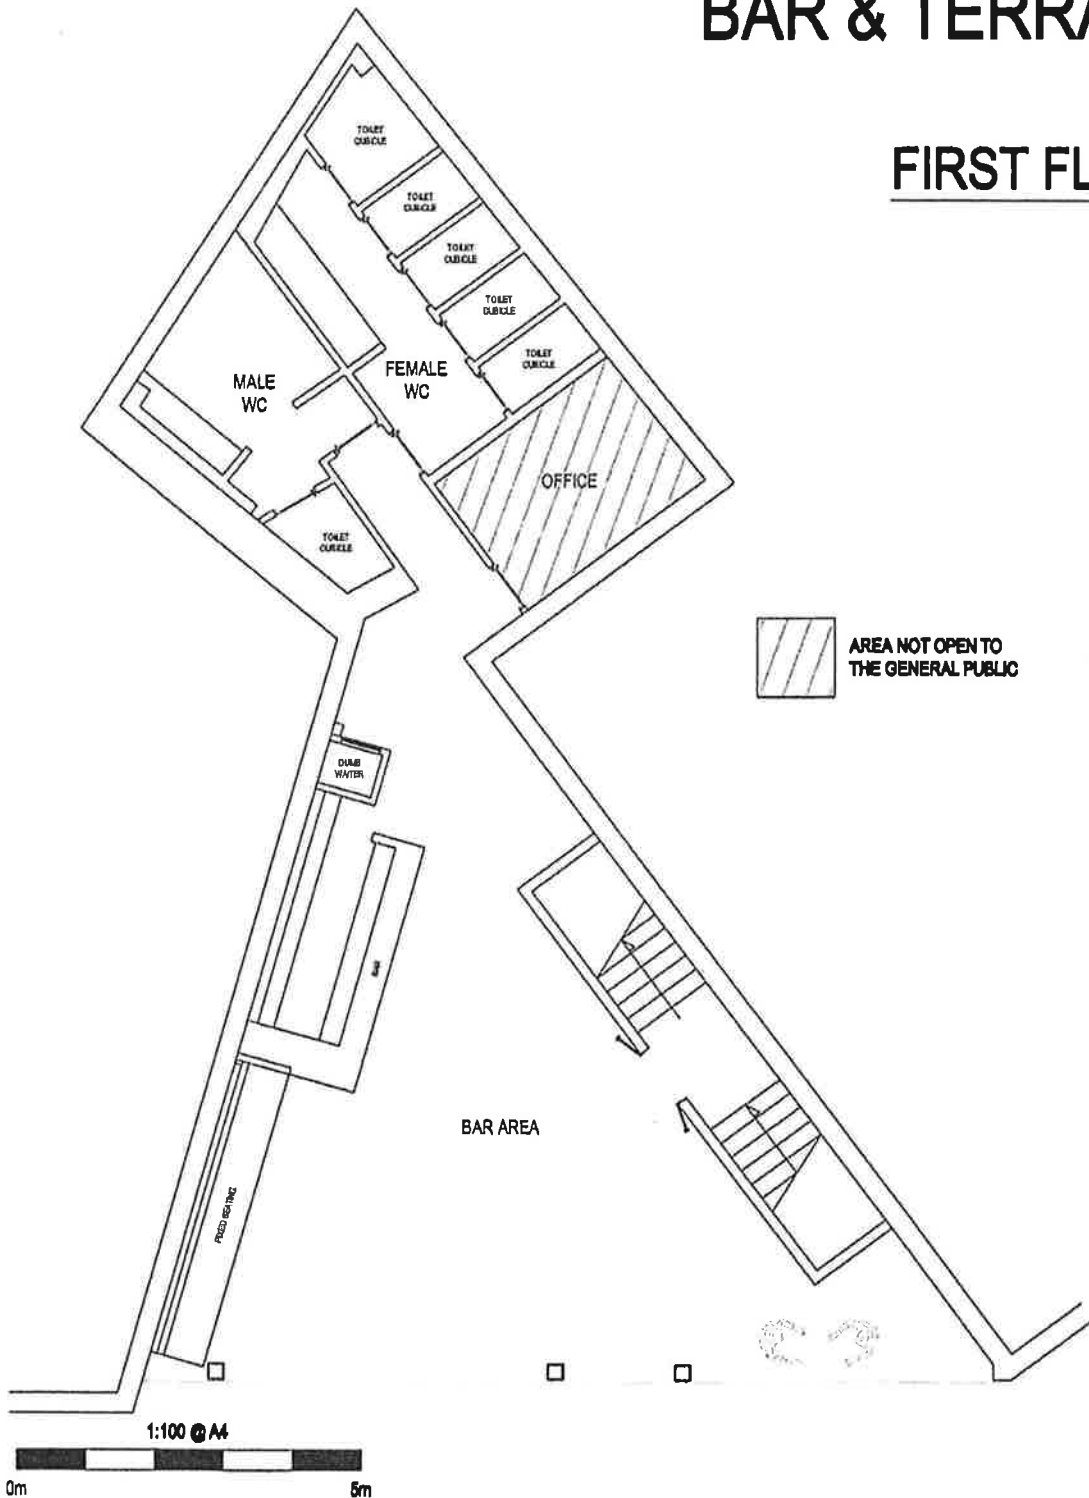 BAR & TERRA
FIRST FL
TOILET
CUBICLE
TOILET
CUBICLE
TOILET
CUBICLE
TOILET
CUBICLE
TOILET
CUBICLE
MALE
WC
FEMALE
WC
OFFICE
TOILET
CUBICLE
AREA NOT OPEN TO
THE GENERAL PUBLIC
DUMB
WAITER
BAR
BAR AREA
FIXED SEATING
1:100 @ A4
0m
5m